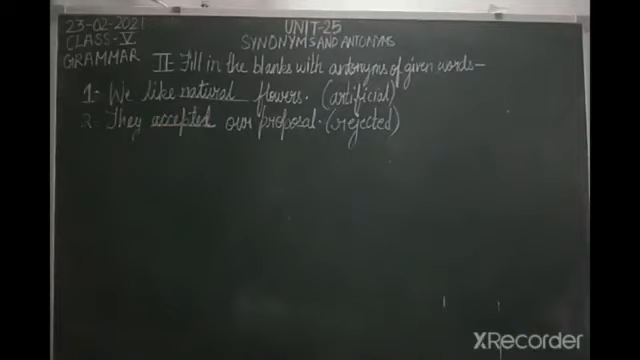 23-02-2021
UNIT-25
CLASS-V
SYNONYMS AND ANTONYMS
GRAMMAR
II- Fill in the blanks with antonyms of given words-
1- We like natural flowers. (artificial)
2- They accepted our proposal. (rejected)
XRecorder